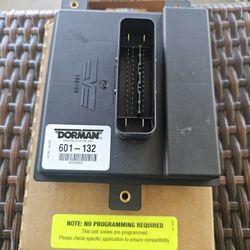 DORMAN
601-132
NOTE: NO PROGRAMMING REQUIRED
This unit comes pre-programmed.
Please check specific application to ensure compatibility.